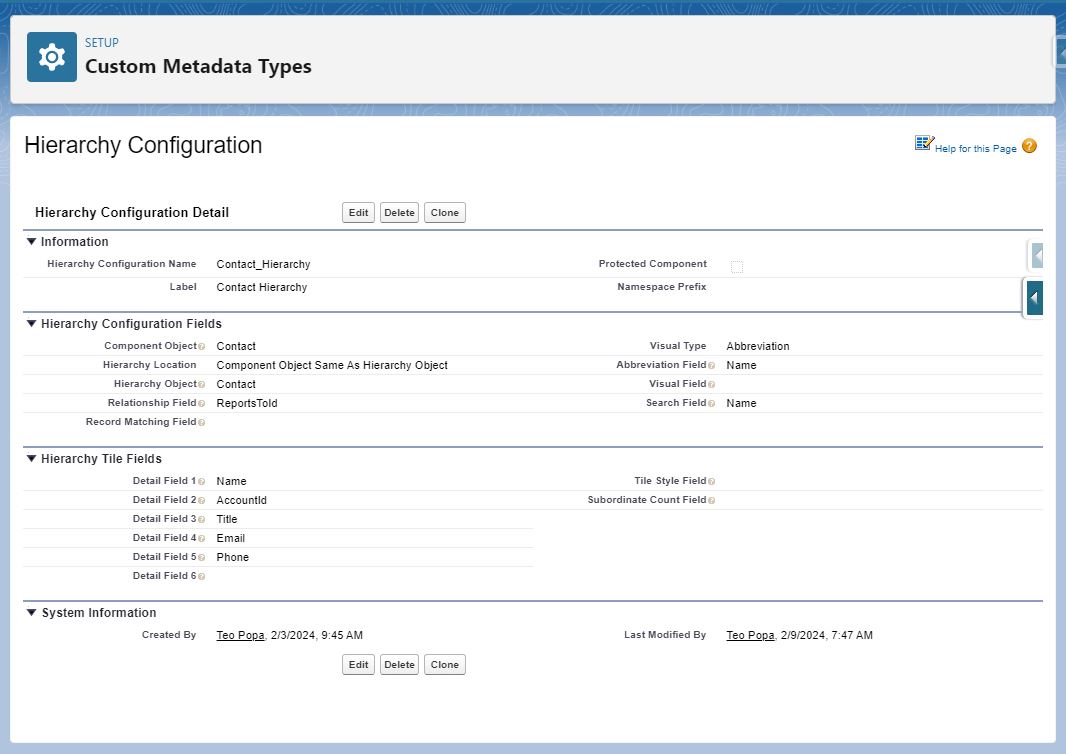 SETUP
Custom Metadata Types
Hierarchy Configuration
Help for this Page ?
Hierarchy Configuration Detail Edit Delete Clone
Information
Hierarchy Configuration Name Contact_Hierarchy Protected Component
Label Contact Hierarchy Namespace Prefix
Hierarchy Configuration Fields
Component Object ? Contact Visual Type Abbreviation
Hierarchy Location Component Object Same As Hierarchy Object Abbreviation Field ? Name
Hierarchy Object ? Contact Visual Field ?
Relationship Field ? ReportsToId Search Field ? Name
Record Matching Field ?
Hierarchy Tile Fields
Detail Field 1 ? Name Tile Style Field ?
Detail Field 2 ? AccountId Subordinate Count Field ?
Detail Field 3 ? Title
Detail Field 4 ? Email
Detail Field 5 ? Phone
Detail Field 6 ?
System Information
Created By Teo Popa, 2/3/2024, 9:45 AM Last Modified By Teo Popa, 2/9/2024, 7:47 AM
Edit Delete Clone